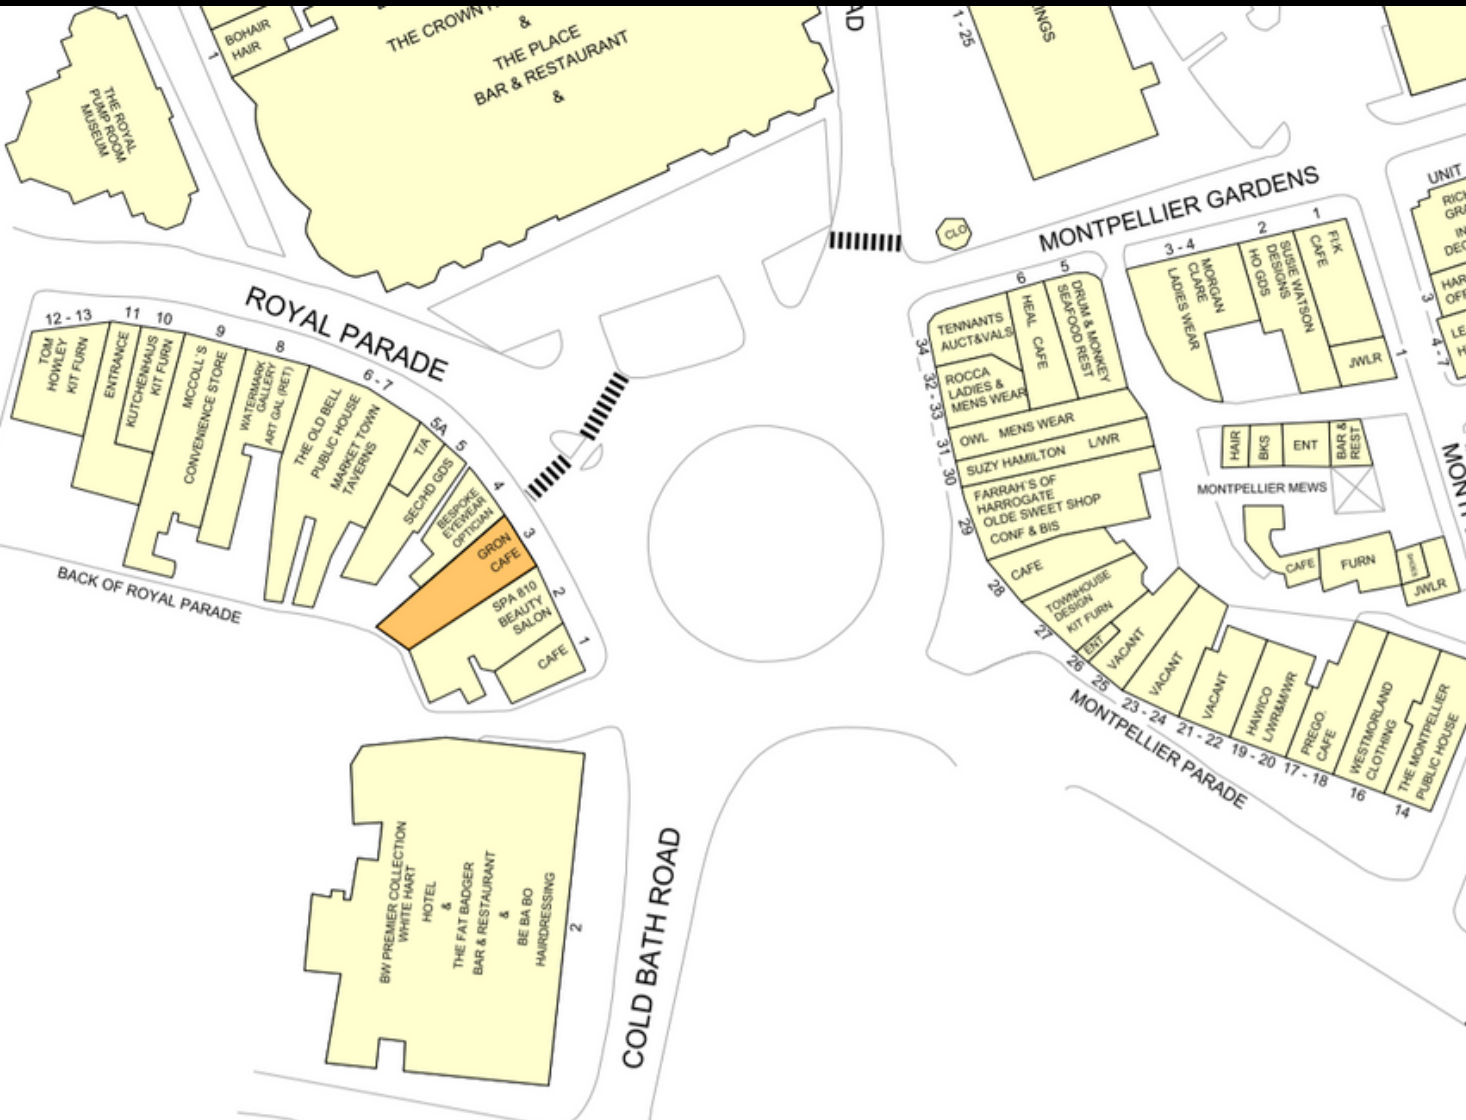 BOHAIR
HAIR
1
THE CROWN
&
THE PLACE
BAR & RESTAURANT
&
1 - 25
THE ROYAL
PUMP ROOM
MUSEUM
CLO
MONTPELLIER GARDENS
UNIT
ROYAL PARADE
12 - 13
11
10
9
8
6 - 7
5A
5
4
3
2
1
TOM
HOWLEY
KIT FURN
ENTRANCE
KUTCHENHAUS
KIT FURN
MCCOLL`S
CONVENIENCE STORE
WATERMARK
GALLERY
ART GAL (RET)
THE OLD BELL
PUBLIC HOUSE
MARKET TOWN
TAVERNS
T/A
SEC/HD GDS
BESPOKE
EYEWEAR
OPTICIAN
GRON
CAFE
SPA 810
BEAUTY
SALON
CAFE
BACK OF ROYAL PARADE
6
5
3 - 4
2
1
TENNANTS
AUCT&VALS
HEAL
CAFE
DRUM & MONKEY
SEAFOOD REST
MORGAN
CLARE
LADIES WEAR
SUSIE WATSON
DESIGNS
HO GDS
CAFE
JWLR
1
3
4 - 7
34
32 - 33
31
30
29
28
27
26
25
23 - 24
21 - 22
19 - 20
17 - 18
16
14
ROCCA
LADIES &
MENS WEAR
OWL MENS WEAR
SUZY HAMILTON L/WR
FARRAH`S OF
HARROGATE
OLDE SWEET SHOP
CONF & BIS
CAFE
TOWNHOUSE
DESIGN
KIT FURN
ENT
VACANT
VACANT
VACANT
HAWICO
L/WR&M/WR
PREGO.
CAFE
WESTMORLAND
CLOTHING
THE MONTPELLIER
PUBLIC HOUSE
HAIR
BKS
ENT
BAR &
REST
MONTPELLIER MEWS
CAFE
FURN
SHOES
JWLR
MONTPELLIER PARADE
BW PREMIER COLLECTION
WHITE HART
HOTEL
&
THE FAT BADGER
BAR & RESTAURANT
&
BE BA BO
HAIRDRESSING
2
COLD BATH ROAD